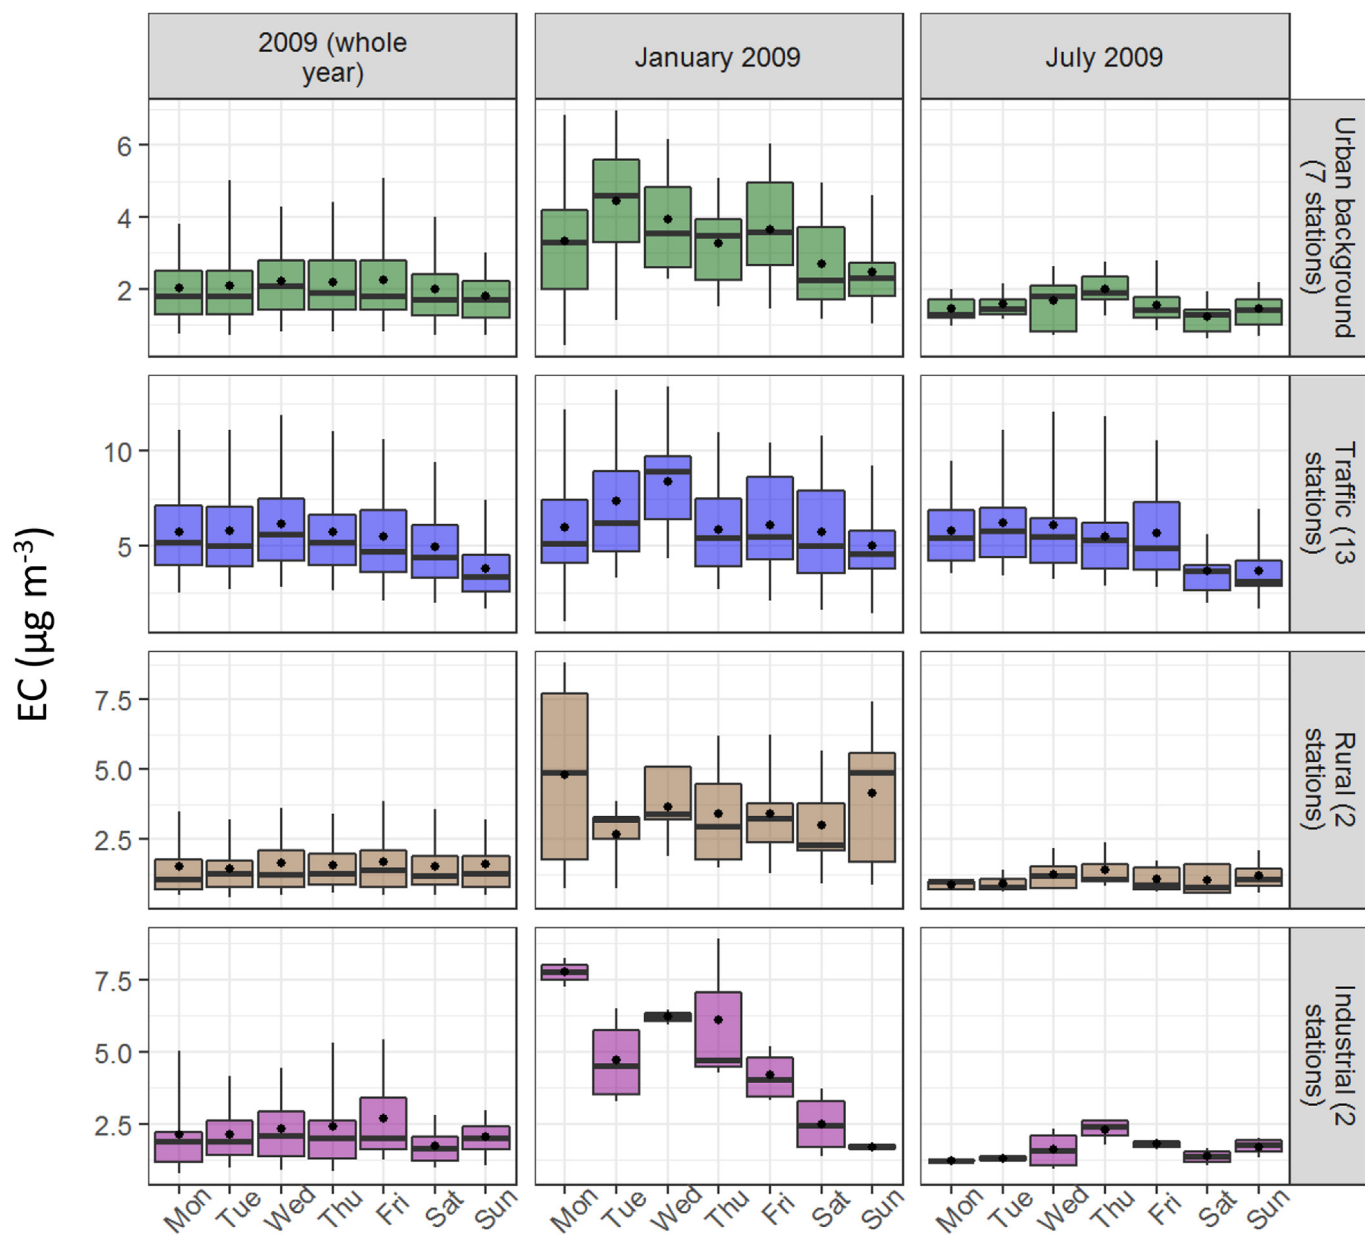 2009 (whole
year)
January 2009
July 2009
EC (µg m-3)
6
4
2
Urban background
(7 stations)
10
5
Traffic (13
stations)
7.5
5.0
2.5
Rural (2
stations)
7.5
5.0
2.5
Industrial (2
stations)
Mon
Tue
Wed
Thu
Fri
Sat
Sun
Mon
Tue
Wed
Thu
Fri
Sat
Sun
Mon
Tue
Wed
Thu
Fri
Sat
Sun